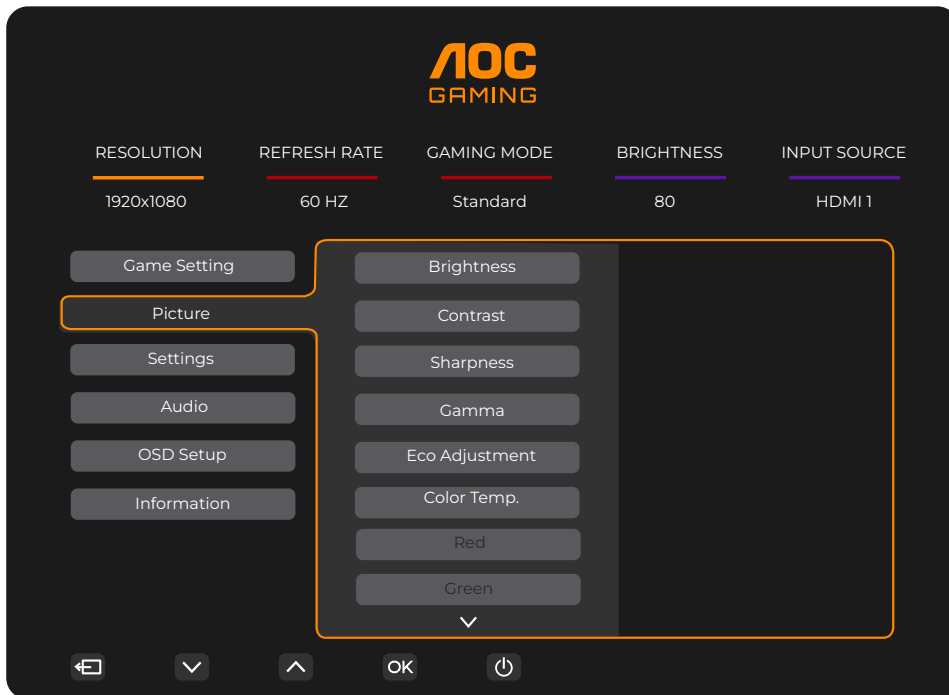 AOC
GAMING
RESOLUTION REFRESH RATE GAMING MODE BRIGHTNESS INPUT SOURCE
1920x1080 60 HZ Standard 80 HDMI 1
Game Setting
Picture
Settings
Audio
OSD Setup
Information
Brightness
Contrast
Sharpness
Gamma
Eco Adjustment
Color Temp.
Red
Green
OK